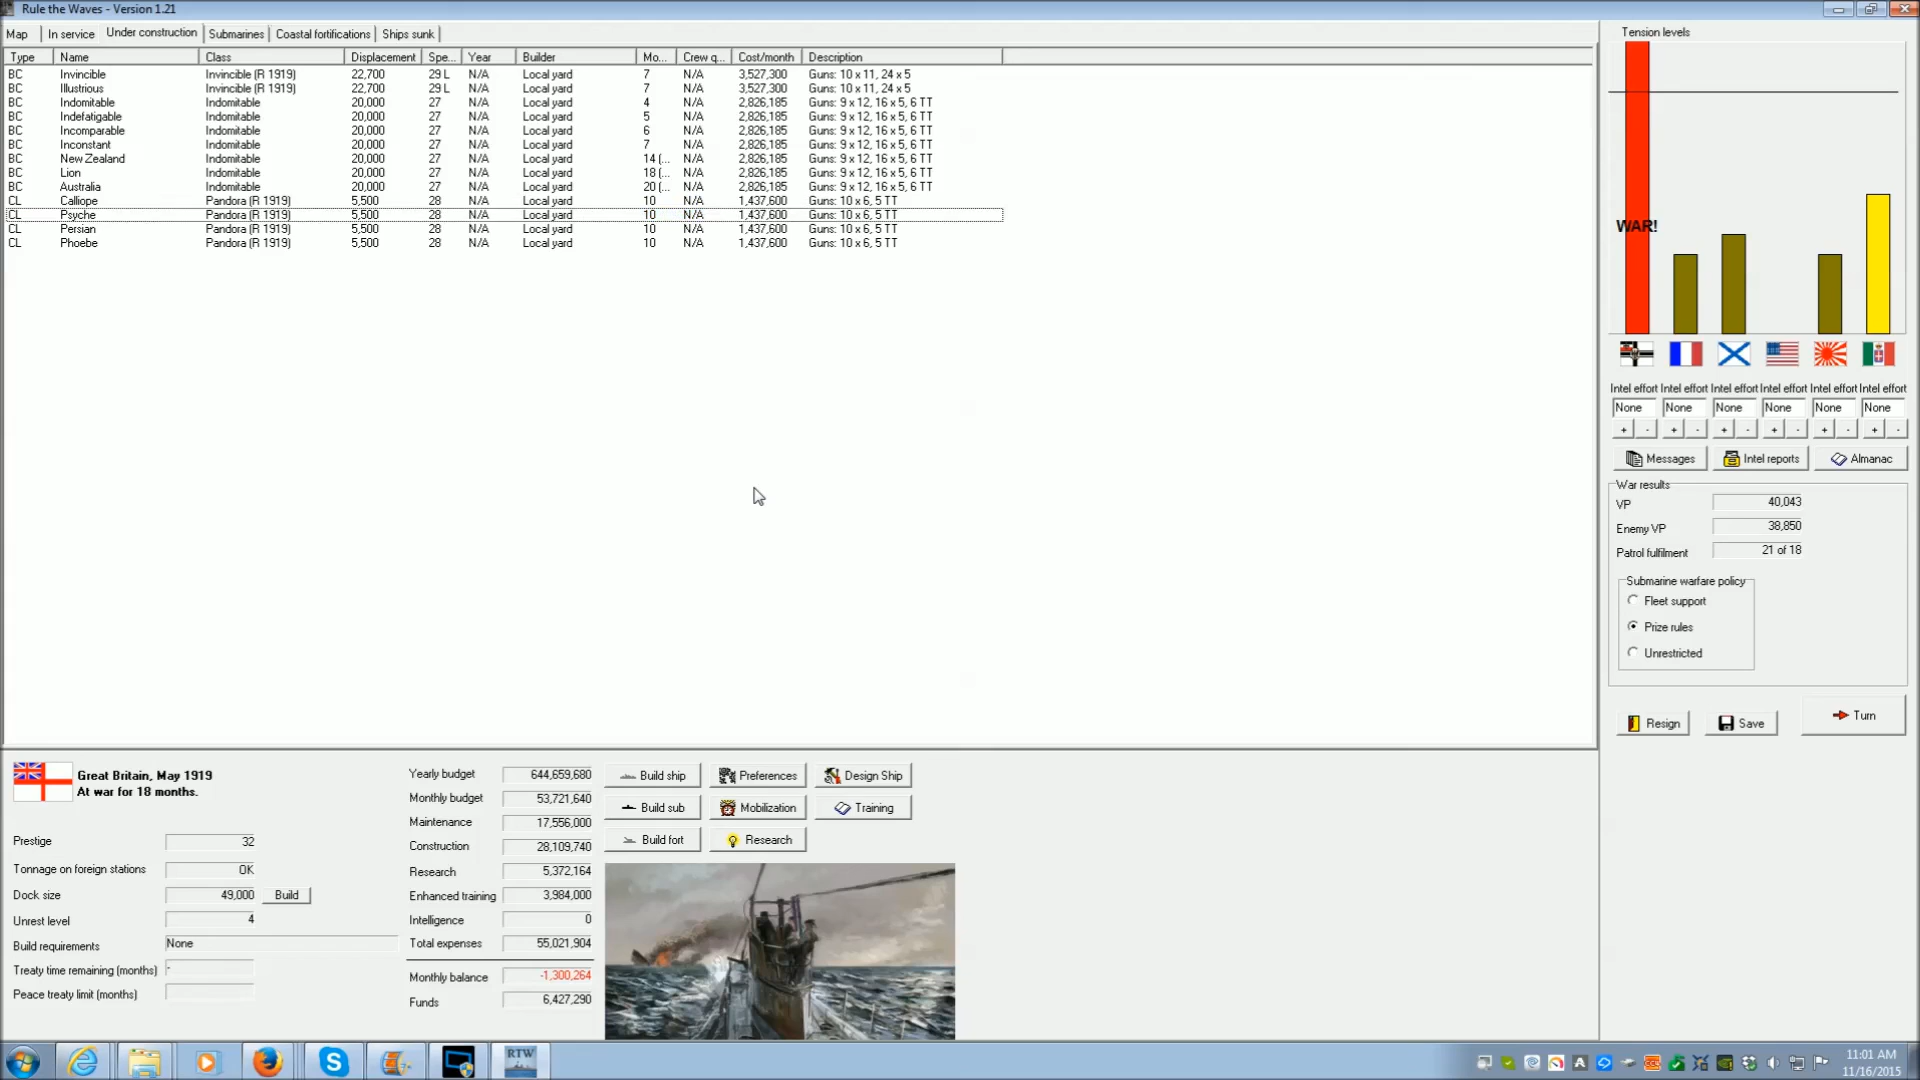 Rule the Waves - Version 1.21
Map In service Under construction Submarines Coastal fortifications Ships sunk
Type Name Class Displacement Spe... Year Builder Mo... Crew q... Cost/month Description
BC Invincible Invincible (R 1919) 22,700 29 L N/A Local yard 7 N/A 3,527,300 Guns: 10 x 11, 24 x 5
BC Illustrious Invincible (R 1919) 22,700 29 L N/A Local yard 7 N/A 3,527,300 Guns: 10 x 11, 24 x 5
BC Indomitable Indomitable 20,000 27 N/A Local yard 4 N/A 2,826,185 Guns: 9 x 12, 16 x 5, 6 TT
BC Indefatigable Indomitable 20,000 27 N/A Local yard 5 N/A 2,826,185 Guns: 9 x 12, 16 x 5, 6 TT
BC Incomparable Indomitable 20,000 27 N/A Local yard 6 N/A 2,826,185 Guns: 9 x 12, 16 x 5, 6 TT
BC Inconstant Indomitable 20,000 27 N/A Local yard 7 N/A 2,826,185 Guns: 9 x 12, 16 x 5, 6 TT
BC New Zealand Indomitable 20,000 27 N/A Local yard 14 (... N/A 2,826,185 Guns: 9 x 12, 16 x 5, 6 TT
BC Lion Indomitable 20,000 27 N/A Local yard 18 (... N/A 2,826,185 Guns: 9 x 12, 16 x 5, 6 TT
BC Australia Indomitable 20,000 27 N/A Local yard 20 (... N/A 2,826,185 Guns: 9 x 12, 16 x 5, 6 TT
CL Calliope Pandora (R 1919) 5,500 28 N/A Local yard 10 N/A 1,437,600 Guns: 10 x 6, 5 TT
CL Psyche Pandora (R 1919) 5,500 28 N/A Local yard 10 N/A 1,437,600 Guns: 10 x 6, 5 TT
CL Persian Pandora (R 1919) 5,500 28 N/A Local yard 10 N/A 1,437,600 Guns: 10 x 6, 5 TT
CL Phoebe Pandora (R 1919) 5,500 28 N/A Local yard 10 N/A 1,437,600 Guns: 10 x 6, 5 TT
Tension levels
WAR!
Intel effort Intel effort Intel effort Intel effort Intel effort Intel effort
None None None None None None
+ - + - + - + - + - + -
Messages Intel reports Almanac
War results
VP 40,043
Enemy VP 38,850
Patrol fulfilment 21 of 18
Submarine warfare policy
Fleet support
Prize rules
Unrestricted
Resign Save Turn
Great Britain, May 1919
At war for 18 months.
Prestige 32
Tonnage on foreign stations OK
Dock size 49,000 Build
Unrest level 4
Build requirements None
Treaty time remaining (months) -
Peace treaty limit (months)
Yearly budget 644,659,680
Monthly budget 53,721,640
Maintenance 17,556,000
Construction 28,109,740
Research 5,372,164
Enhanced training 3,984,000
Intelligence 0
Total expenses 55,021,904
Monthly balance -1,300,264
Funds 6,427,290
Build ship Preferences Design Ship
Build sub Mobilization Training
Build fort Research
RTW
11:01 AM
11/16/2015